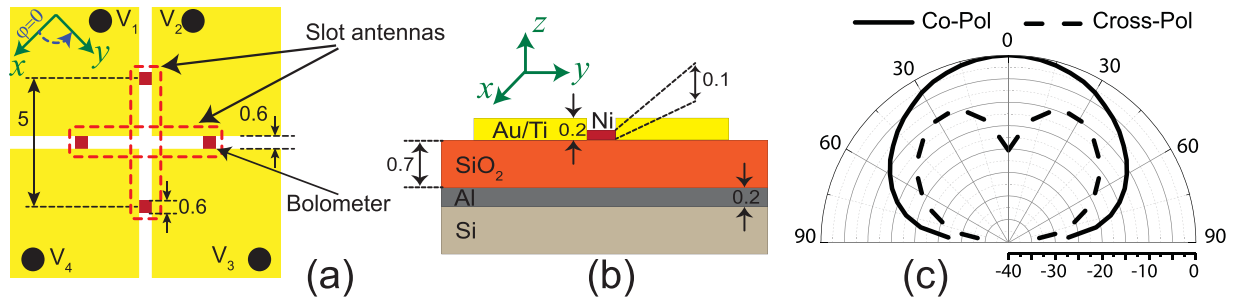 φ=0
x
y
V1
V2
Slot antennas
5
0.6
0.6
Bolometer
V4
V3
(a)
z
y
x
0.1
Au/Ti
0.2
Ni
0.7
SiO2
Al
0.2
Si
(b)
Co-Pol
Cross-Pol
0
30
30
60
60
90
90
-40
-30
-20
-10
0
(c)